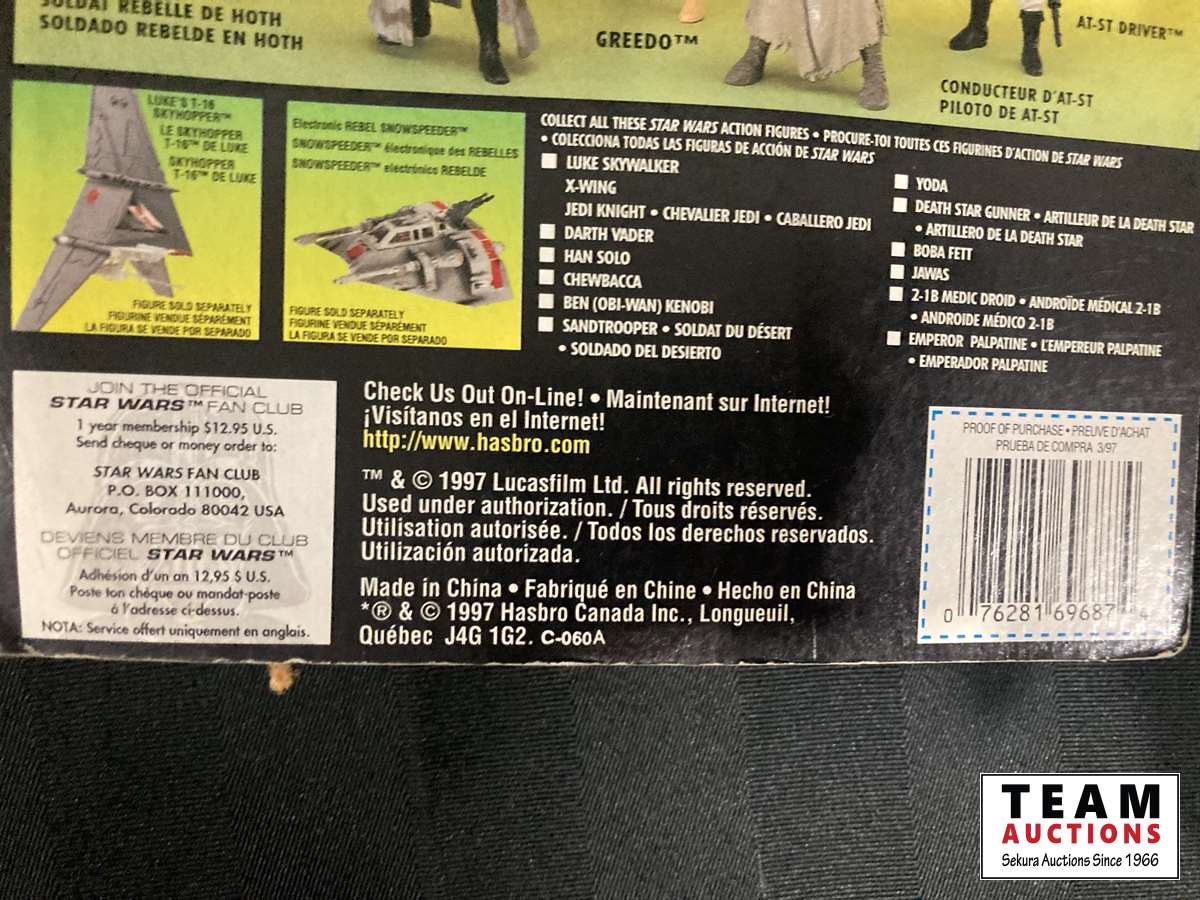 SOLDAT REBELLE DE HOTH
SOLDADO REBELDE EN HOTH
GREEDO™
AT-ST DRIVER™
CONDUCTEUR D'AT-ST
PILOTO DE AT-ST
LUKE'S T-16
SKYHOPPER™
LE SKYHOPPER
T-16™ DE LUKE
SKYHOPPER
T-16™ DE LUKE
FIGURE SOLD SEPARATELY
FIGURINE VENDUE SÉPARÉMENT
LA FIGURA SE VENDE POR SEPARADO
Electronic REBEL SNOWSPEEDER™
SNOWSPEEDER™ électronique des REBELLES
SNOWSPEEDER™ electrónico REBELDE
FIGURE SOLD SEPARATELY
FIGURINE VENDUE SÉPARÉMENT
LA FIGURA SE VENDE POR SEPARADO
COLLECT ALL THESE STAR WARS ACTION FIGURES • PROCURE-TOI TOUTES CES FIGURINES D'ACTION DE STAR WARS
• COLECCIONA TODAS LAS FIGURAS DE ACCIÓN DE STAR WARS
LUKE SKYWALKER
X-WING
JEDI KNIGHT • CHEVALIER JEDI • CABALLERO JEDI
DARTH VADER
HAN SOLO
CHEWBACCA
BEN (OBI-WAN) KENOBI
SANDTROOPER • SOLDAT DU DÉSERT
• SOLDADO DEL DESIERTO
YODA
DEATH STAR GUNNER • ARTILLEUR DE LA DEATH STAR
• ARTILLERO DE LA DEATH STAR
BOBA FETT
JAWAS
2-1B MEDIC DROID • ANDROÏDE MÉDICAL 2-1B
• ANDROIDE MÉDICO 2-1B
EMPEROR PALPATINE • L'EMPEREUR PALPATINE
• EMPERADOR PALPATINE
JOIN THE OFFICIAL
STAR WARS™ FAN CLUB
1 year membership $12.95 U.S.
Send cheque or money order to:
STAR WARS FAN CLUB
P.O. BOX 111000,
Aurora, Colorado 80042 USA
DEVIENS MEMBRE DU CLUB
OFFICIEL STAR WARS™
Adhésion d'un an 12,95 $ U.S.
Poste ton chèque ou mandat-poste
à l'adresse ci-dessus.
NOTA: Service offert uniquement en anglais.
Check Us Out On-Line! • Maintenant sur Internet!
¡Visítanos en el Internet!
http://www.hasbro.com
™ & © 1997 Lucasfilm Ltd. All rights reserved.
Used under authorization. / Tous droits réservés.
Utilisation autorisée. / Todos los derechos reservados.
Utilización autorizada.
Made in China • Fabriqué en Chine • Hecho en China
*® & © 1997 Hasbro Canada Inc., Longueuil,
Québec J4G 1G2. C-060A
PROOF OF PURCHASE • PREUVE D'ACHAT
PRUEBA DE COMPRA 3/97
0 76281 69687 4
TEAM
AUCTIONS
Sekura Auctions Since 1966